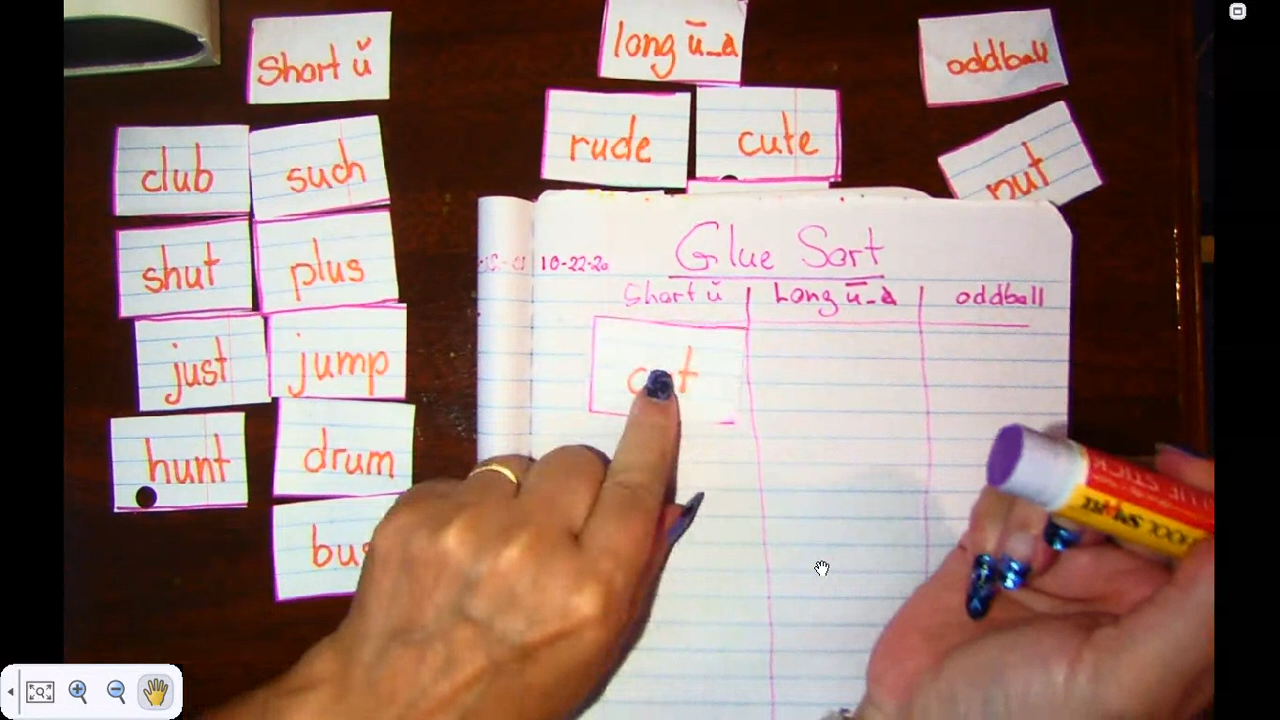 short ŭ
long ū_e
oddball
club
such
rude
cute
shut
plus
just
jump
hunt
drum
bus
10-22-20
Glue Sort
Short ŭ
Long ū_e
oddball